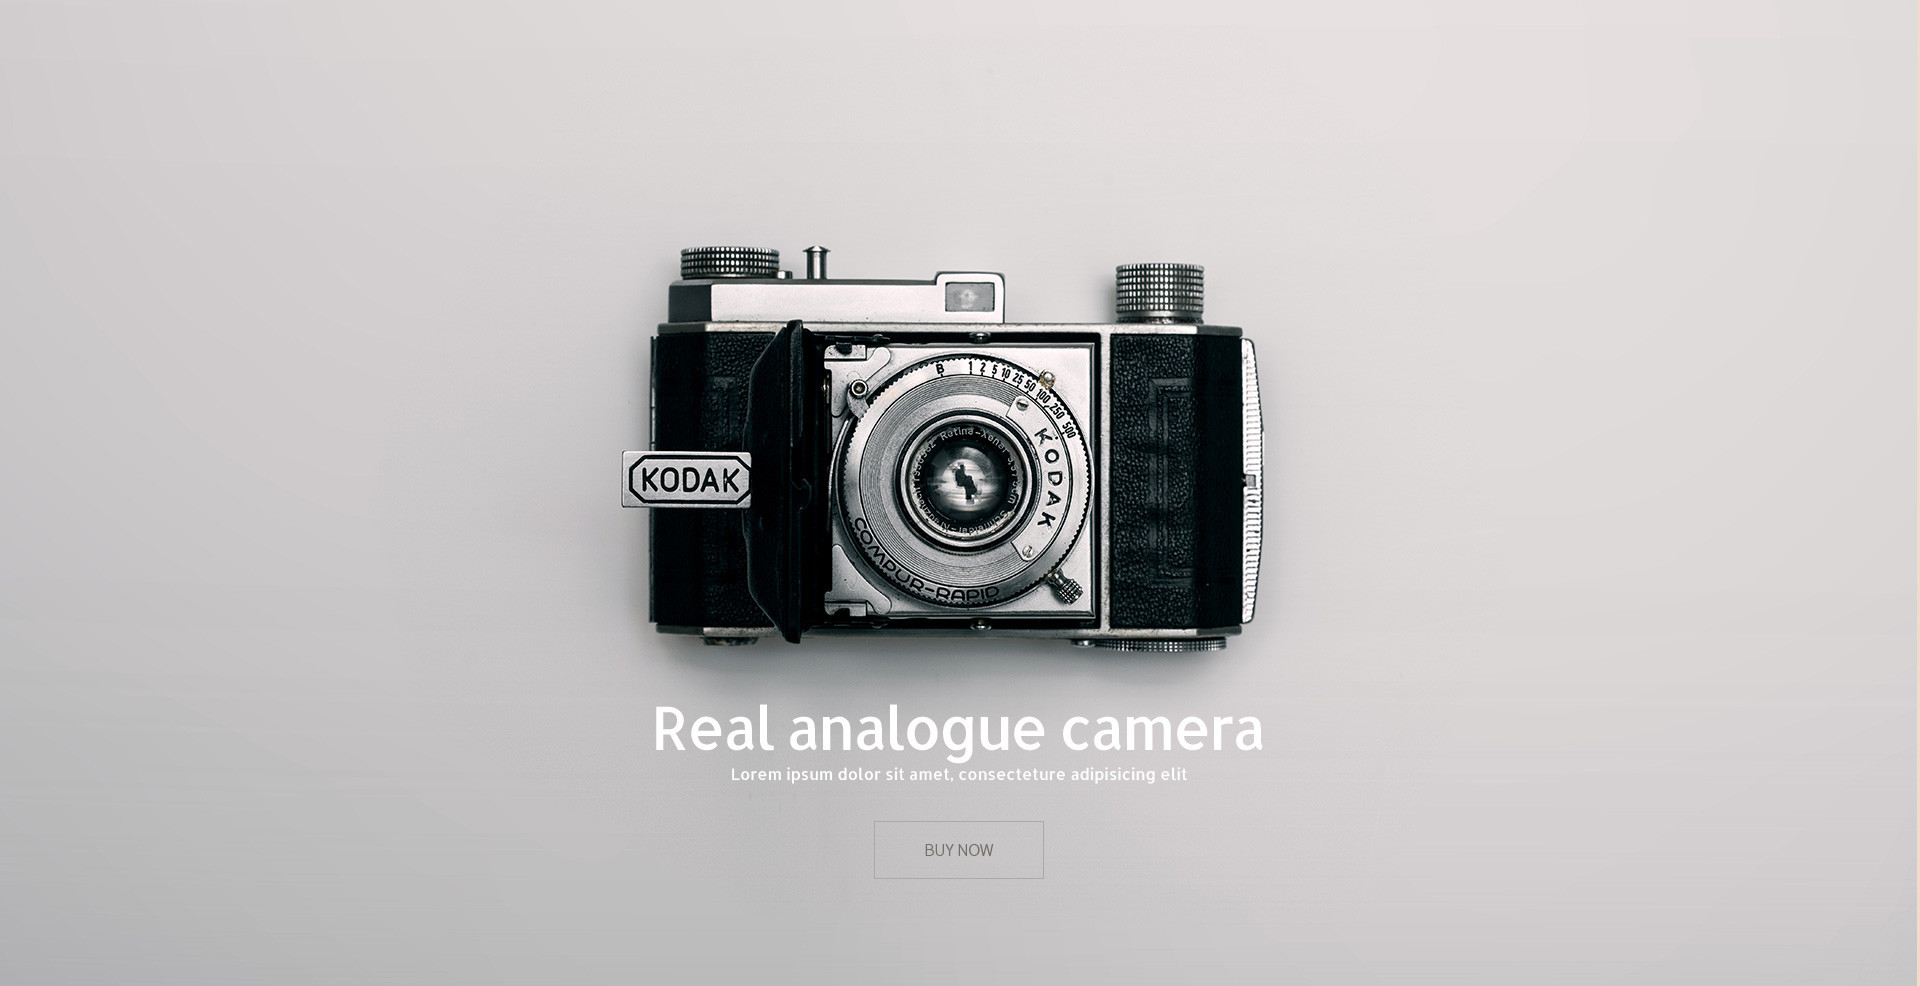 B 1 2 5 10 25 50 100 250 500
KODAK
KODAK
Retina-Xenar
COMPUR-RAPID
Real analogue camera
Lorem ipsum dolor sit amet, consecteture adipisicing elit
BUY NOW